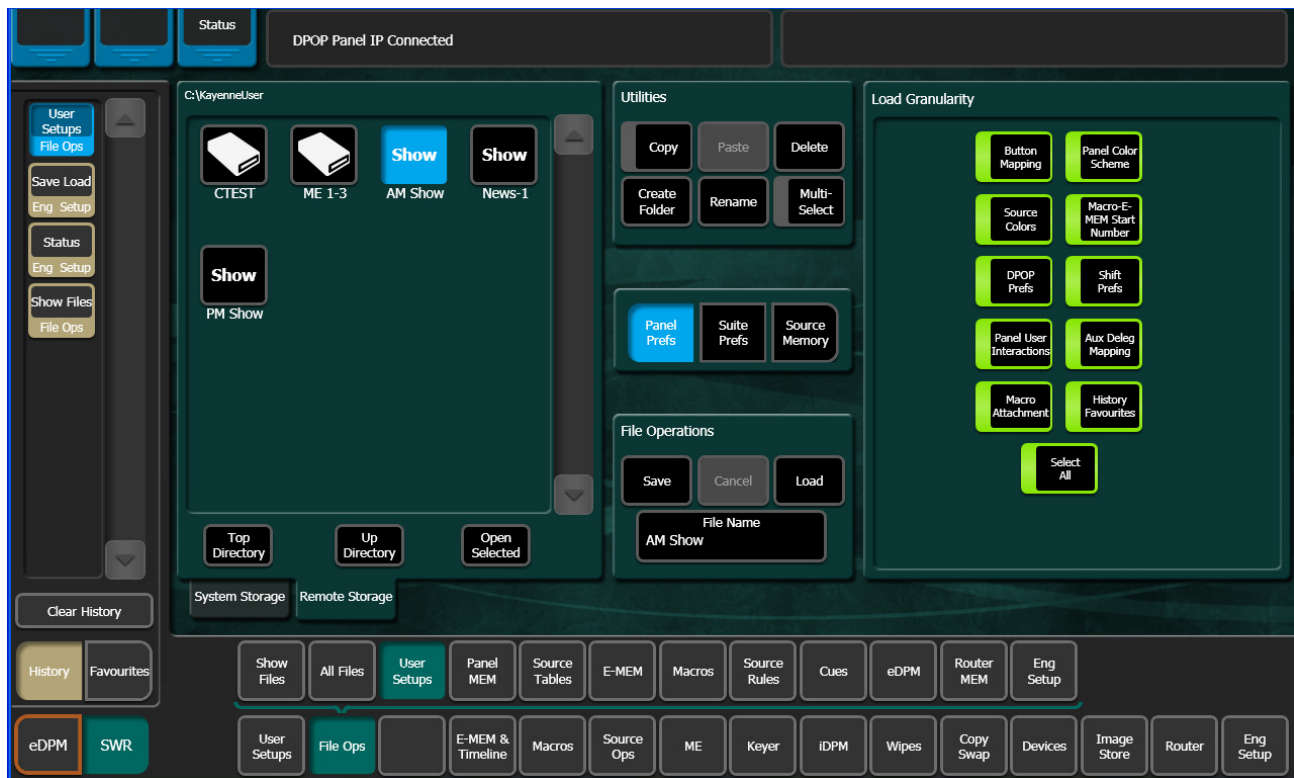 Status
DPOP Panel IP Connected
User
Setups
File Ops
Save Load
Eng Setup
Status
Eng Setup
Show Files
File Ops
Clear History
History
Favourites
eDPM
SWR
C:\KayenneUser
CTEST
ME 1-3
Show
AM Show
Show
News-1
Show
PM Show
Top
Directory
Up
Directory
Open
Selected
System Storage
Remote Storage
Utilities
Copy
Paste
Delete
Create
Folder
Rename
Multi-
Select
Panel
Prefs
Suite
Prefs
Source
Memory
File Operations
Save
Cancel
Load
File Name
AM Show
Load Granularity
Button
Mapping
Panel Color
Scheme
Source
Colors
Macro-E-
MEM Start
Number
DPOP
Prefs
Shift
Prefs
Panel User
Interactions
Aux Deleg
Mapping
Macro
Attachment
History
Favourites
Select
All
Show
Files
All Files
User
Setups
Panel
MEM
Source
Tables
E-MEM
Macros
Source
Rules
Cues
eDPM
Router
MEM
Eng
Setup
User
Setups
File Ops
E-MEM &
Timeline
Macros
Source
Ops
ME
Keyer
iDPM
Wipes
Copy
Swap
Devices
Image
Store
Router
Eng
Setup